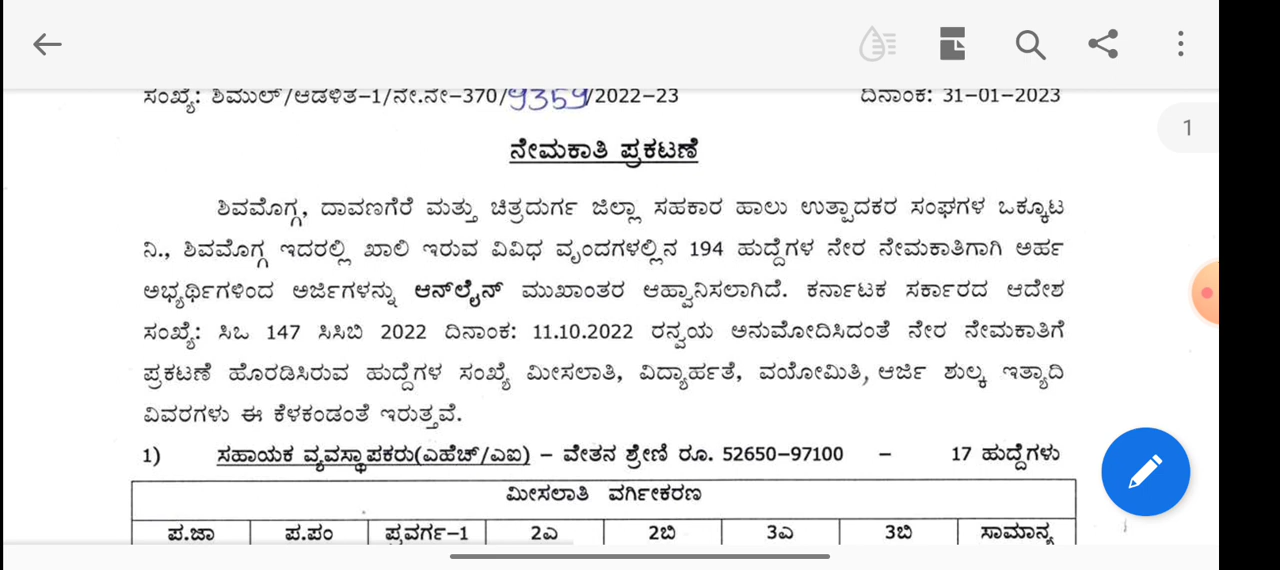 ಸಂಖ್ಯೆ: ಶಿಮುಲ್/ಆಡಳಿತ-1/ನೇ.ನೇ-370/9359/2022-23 ದಿನಾಂಕ: 31-01-2023
1
ನೇಮಕಾತಿ ಪ್ರಕಟಣೆ
ಶಿವಮೊಗ್ಗ, ದಾವಣಗೆರೆ ಮತ್ತು ಚಿತ್ರದುರ್ಗ ಜಿಲ್ಲಾ ಸಹಕಾರ ಹಾಲು ಉತ್ಪಾದಕರ ಸಂಘಗಳ ಒಕ್ಕೂಟ
ನಿ., ಶಿವಮೊಗ್ಗ ಇದರಲ್ಲಿ ಖಾಲಿ ಇರುವ ವಿವಿಧ ವೃಂದಗಳಲ್ಲಿನ 194 ಹುದ್ದೆಗಳ ನೇರ ನೇಮಕಾತಿಗಾಗಿ ಅರ್ಹ
ಅಭ್ಯರ್ಥಿಗಳಿಂದ ಅರ್ಜಿಗಳನ್ನು ಆನ್‌ಲೈನ್ ಮುಖಾಂತರ ಆಹ್ವಾನಿಸಲಾಗಿದೆ. ಕರ್ನಾಟಕ ಸರ್ಕಾರದ ಆದೇಶ
ಸಂಖ್ಯೆ: ಸಿಒ 147 ಸಿಸಿಬಿ 2022 ದಿನಾಂಕ: 11.10.2022 ರನ್ವಯ ಅನುಮೋದಿಸಿದಂತೆ ನೇರ ನೇಮಕಾತಿಗೆ
ಪ್ರಕಟಣೆ ಹೊರಡಿಸಿರುವ ಹುದ್ದೆಗಳ ಸಂಖ್ಯೆ ಮೀಸಲಾತಿ, ವಿದ್ಯಾರ್ಹತೆ, ವಯೋಮಿತಿ, ಅರ್ಜಿ ಶುಲ್ಕ ಇತ್ಯಾದಿ
ವಿವರಗಳು ಈ ಕೆಳಕಂಡಂತೆ ಇರುತ್ತವೆ.
1) ಸಹಾಯಕ ವ್ಯವಸ್ಥಾಪಕರು(ಎಹೆಚ್/ಎಐ) – ವೇತನ ಶ್ರೇಣಿ ರೂ. 52650-97100 – 17 ಹುದ್ದೆಗಳು
ಮೀಸಲಾತಿ ವರ್ಗೀಕರಣ
ಪ.ಜಾ ಪ.ಪಂ ಪ್ರವರ್ಗ-1 2ಎ 2ಬಿ 3ಎ 3ಬಿ ಸಾಮಾನ್ಯ